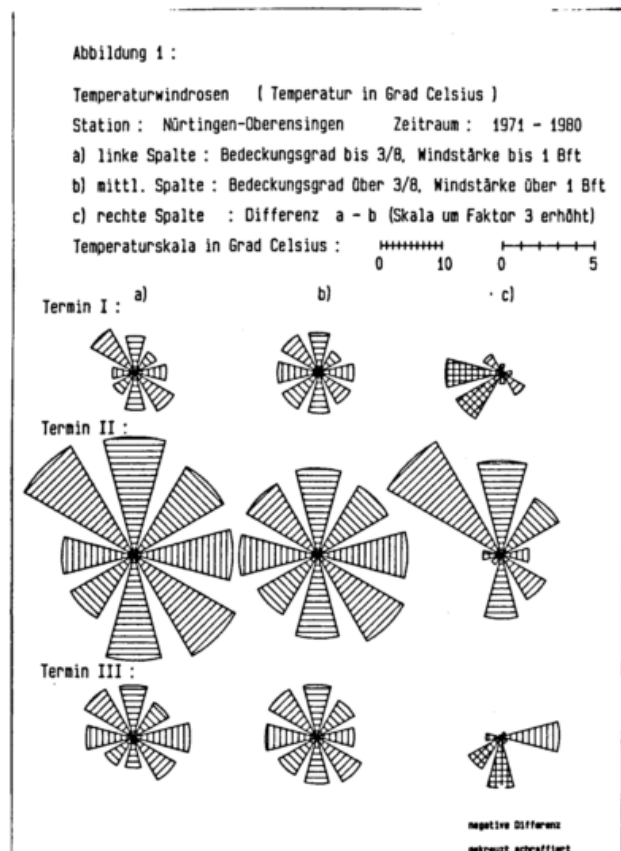 Abbildung 1 :
Temperaturwindrosen ( Temperatur in Grad Celsius )
Station : Nürtingen-Oberensingen Zeitraum : 1971 - 1980
a) linke Spalte : Bedeckungsgrad bis 3/8, Windstärke bis 1 Bft
b) mittl. Spalte : Bedeckungsgrad über 3/8, Windstärke über 1 Bft
c) rechte Spalte : Differenz a - b (Skala um Faktor 3 erhöht)
Temperaturskala in Grad Celsius :
0 10 0 5
a) b) c)
Termin I :
Termin II :
Termin III :
negative Differenz
gekreuzt schraffiert